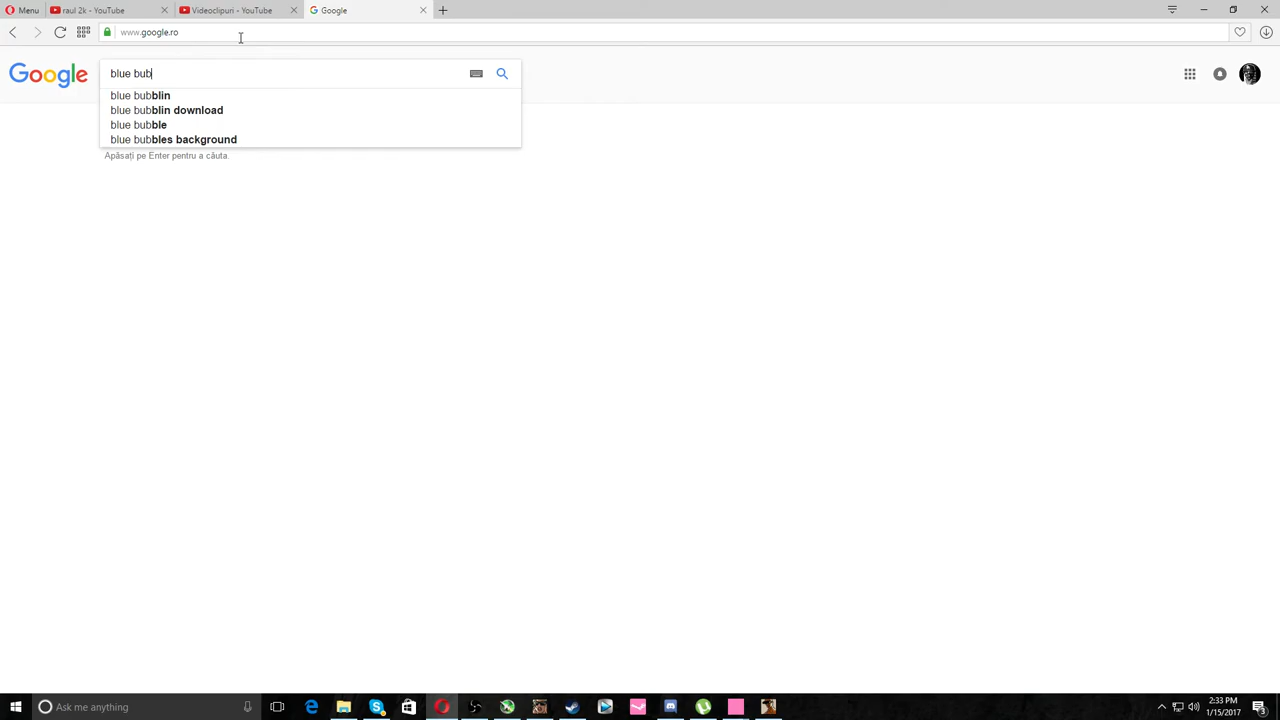 Menu
raul 2k - YouTube
Videoclipuri - YouTube
Google
www.google.ro
Google
blue bub
blue bubblin
blue bubblin download
blue bubble
blue bubbles background
Apăsați pe Enter pentru a căuta.
Ask me anything
2:33 PM
1/15/2017
3